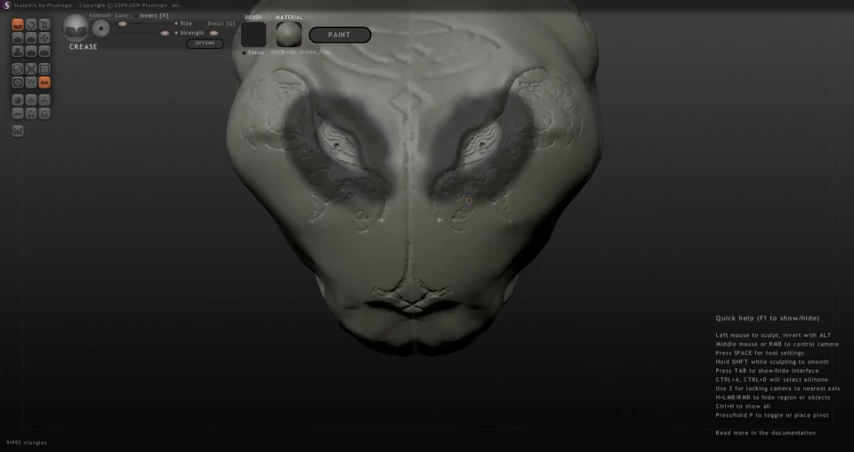 Sculptris by Pixologic   Copyright (c) 2009-2011 Pixologic, Inc.
Airbrush Lazy Invert [X]
Size Detail [Q]
Strength
OPTIONS
CREASE
BRUSH
MATERIAL
PAINT
Quick help (F1 to show/hide)
Left mouse to sculpt, invert with ALT
Middle mouse or RMB to control camera
Press SPACE for tool settings
Hold SHIFT while sculpting to smooth
Press TAB to show/hide interface
CTRL+A, CTRL+D will select all/none
Use Z for locking camera to nearest axis
H+LMB/RMB to hide region or objects
Ctrl+H to show all
Press/hold P to toggle or place pivot
Read more in the documentation
91992 triangles